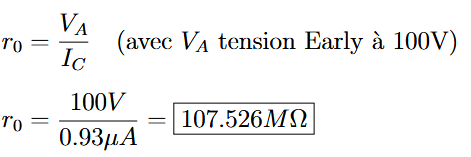 r₀ = V_A / I_C (avec V_A tension Early à 100V)
r₀ = 100V / 0.93μA = 107.526MΩ